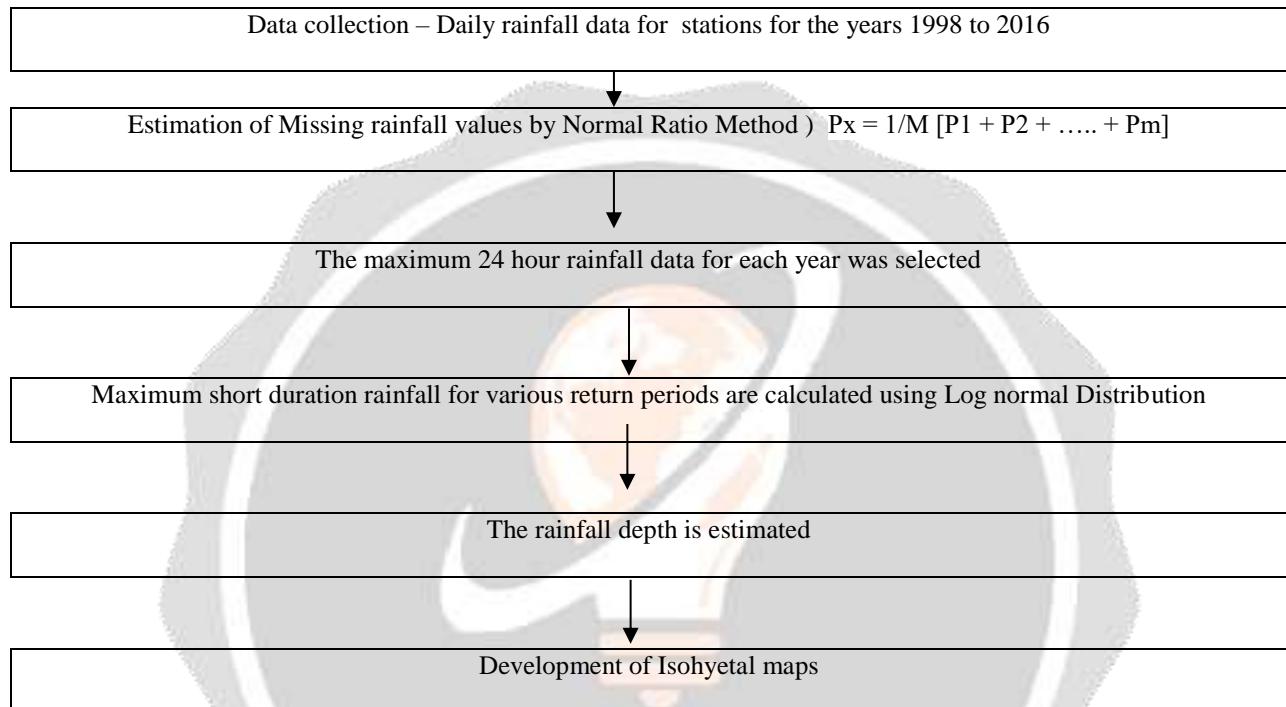 Data collection – Daily rainfall data for stations for the years 1998 to 2016
Estimation of Missing rainfall values by Normal Ratio Method ) Px = 1/M [P1 + P2 + ….. + Pm]
The maximum 24 hour rainfall data for each year was selected
Maximum short duration rainfall for various return periods are calculated using Log normal Distribution
The rainfall depth is estimated
Development of Isohyetal maps